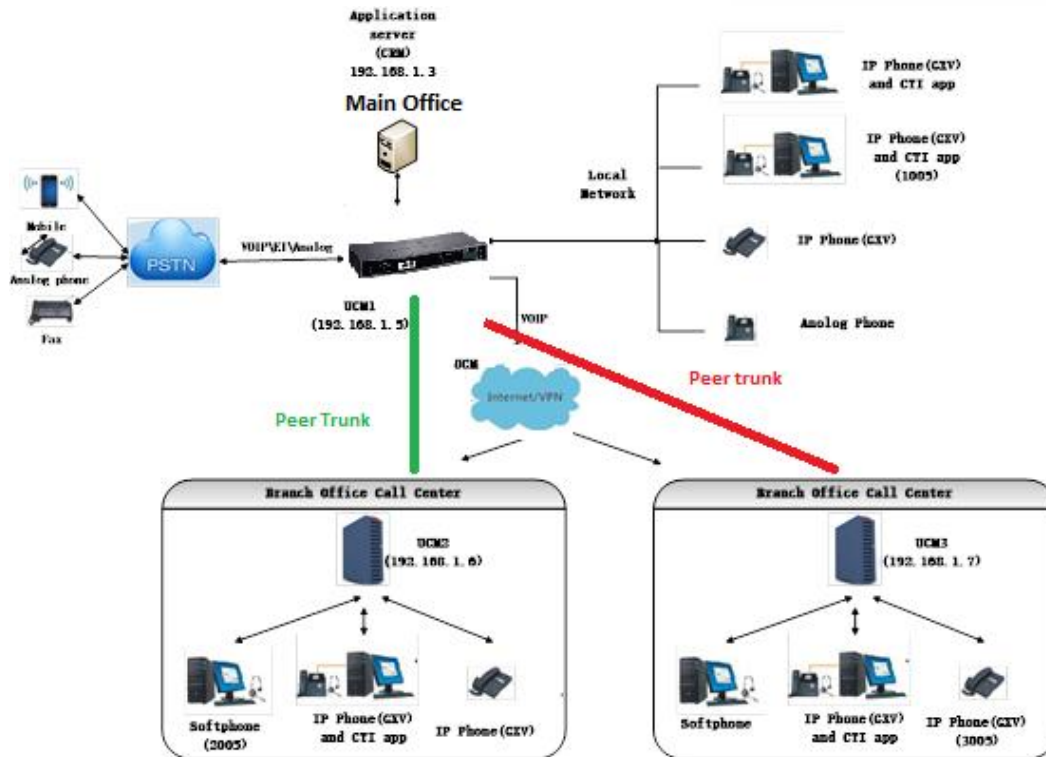 Application
server
(CRM)
192.168.1.3
Main Office
IP Phone(GXV)
and CTI app
IP Phone(GXV)
and CTI app
(1005)
Local
Network
Mobile
Analog phone
Fax
PSTN
VOIP\E1\Analog
UCM1
(192.168.1.5)
VOIP
IP Phone(GXV)
Anolog Phone
UCM
Internet/VPN
Peer Trunk
Peer trunk
Branch Office Call Center
UCM2
(192.168.1.6)
Softphone
(2005)
IP Phone(GXV)
and CTI app
IP Phone(GXV)
Branch Office Call Center
UCM3
(192.168.1.7)
Softphone
IP Phone(GXV)
and CTI app
IP Phone(GXV)
(3005)